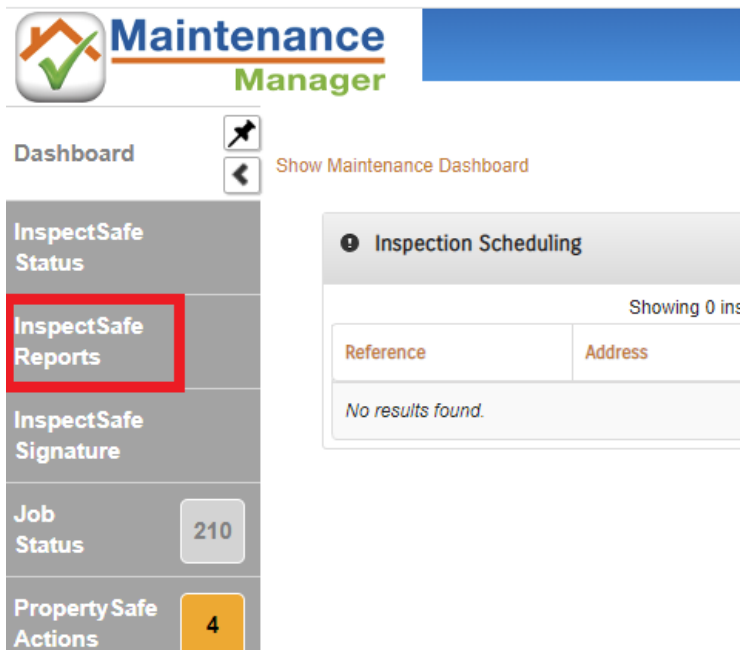 Maintenance
Manager
Dashboard
Show Maintenance Dashboard
InspectSafe
Status
InspectSafe
Reports
InspectSafe
Signature
Job
Status
210
PropertySafe
Actions
4
Inspection Scheduling
Showing 0
Reference
Address
No results found.